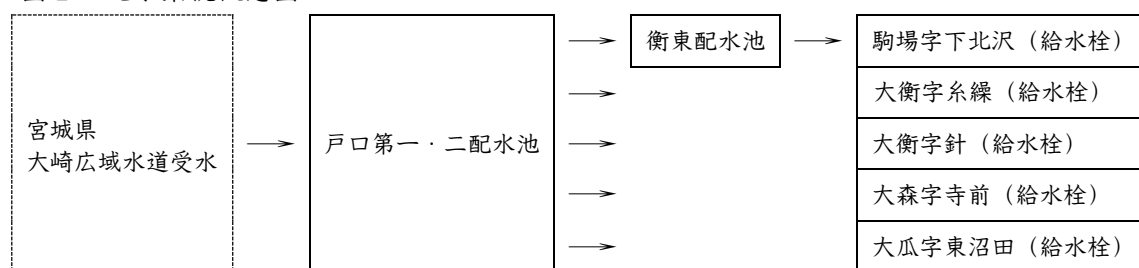 宮城県
大崎広域水道受水
戸口第一・二配水池
衡東配水池
駒場字下北沢（給水栓）
大衡字糸繰（給水栓）
大衡字針（給水栓）
大森字寺前（給水栓）
大瓜字東沼田（給水栓）